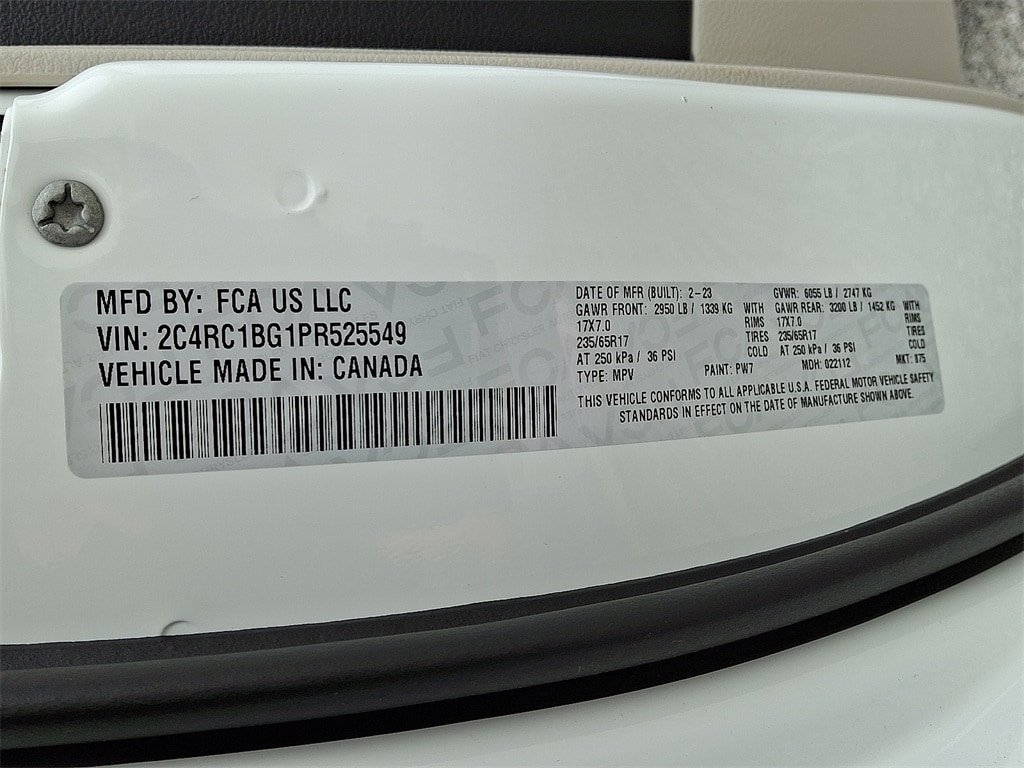 MFD BY: FCA US LLC
VIN: 2C4RC1BG1PR525549
VEHICLE MADE IN: CANADA
DATE OF MFR (BUILT): 2-23 GVWR: 6055 LB / 2747 KG
GAWR FRONT: 2950 LB / 1339 KG WITH GAWR REAR: 3200 LB / 1452 KG WITH
17X7.0 RIMS 17X7.0 RIMS
235/65R17 TIRES 235/65R17 TIRES
AT 250 kPa / 36 PSI COLD AT 250 kPa / 36 PSI COLD
TYPE: MPV PAINT: PW7 MDH: 022112 MKT: 875
THIS VEHICLE CONFORMS TO ALL APPLICABLE U.S.A. FEDERAL MOTOR VEHICLE SAFETY
STANDARDS IN EFFECT ON THE DATE OF MANUFACTURE SHOWN ABOVE.